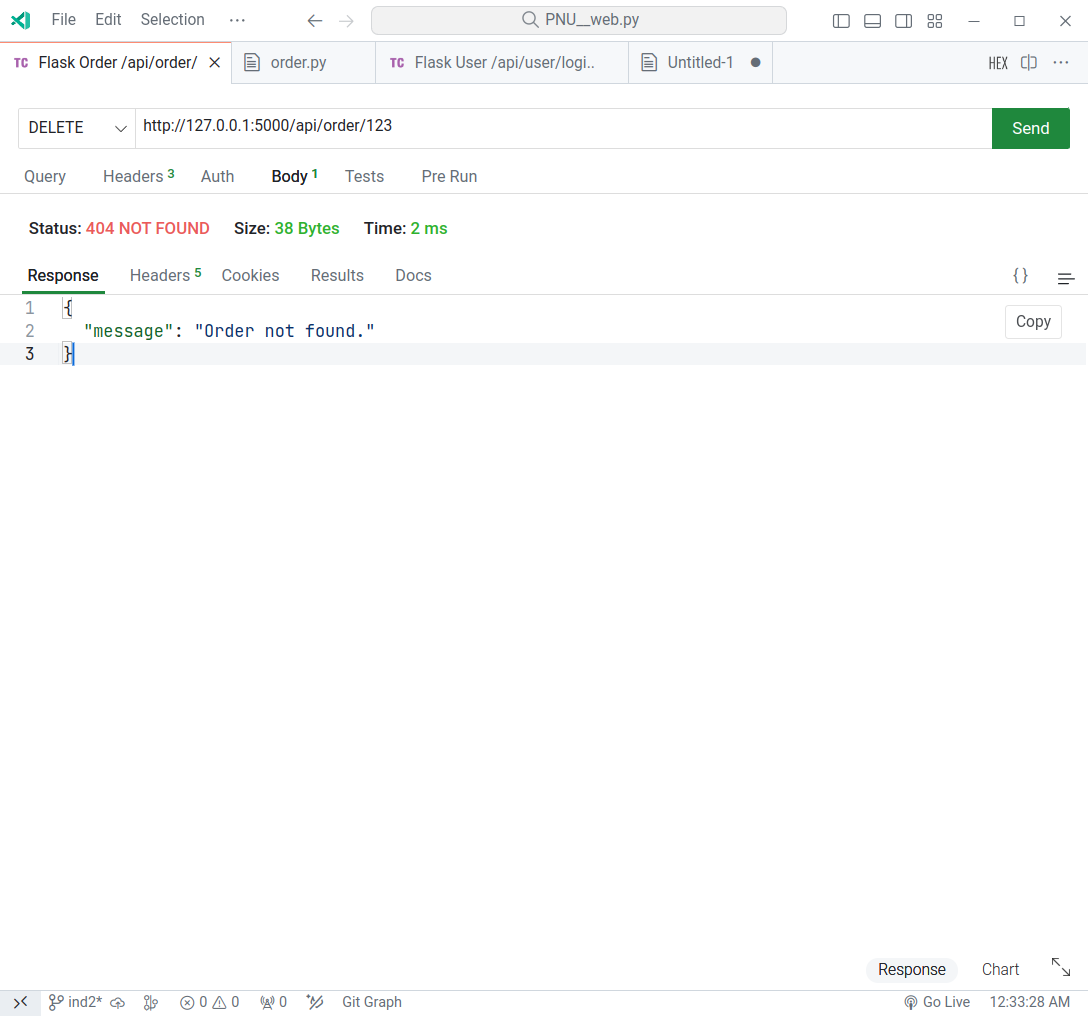 File Edit Selection ··· PNU__web.py
TC Flask Order /api/order/ order.py TC Flask User /api/user/logi.. Untitled-1 HEX ···
DELETE http://127.0.0.1:5000/api/order/123 Send
Query Headers 3 Auth Body 1 Tests Pre Run
Status: 404 NOT FOUND Size: 38 Bytes Time: 2 ms
Response Headers 5 Cookies Results Docs { }
1 {
2 "message": "Order not found."
3 }
Copy
Response Chart
ind2* 0 0 0 Git Graph Go Live 12:33:28 AM